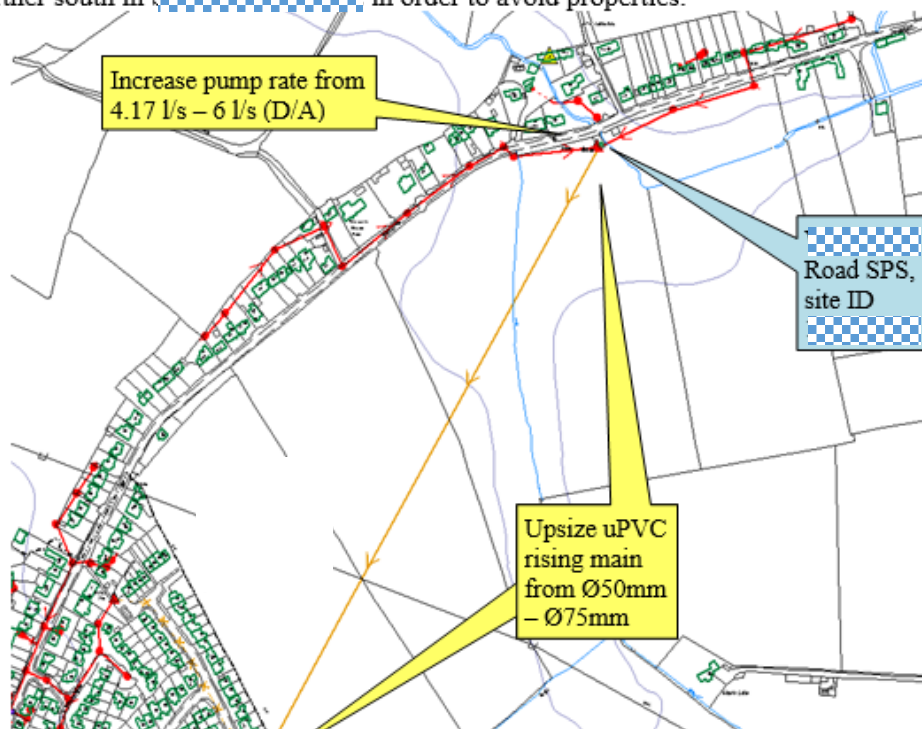 in order to avoid properties.
Increase pump rate from
4.17 l/s – 6 l/s (D/A)
Road SPS,
site ID
Upsize uPVC
rising main
from Ø50mm
– Ø75mm